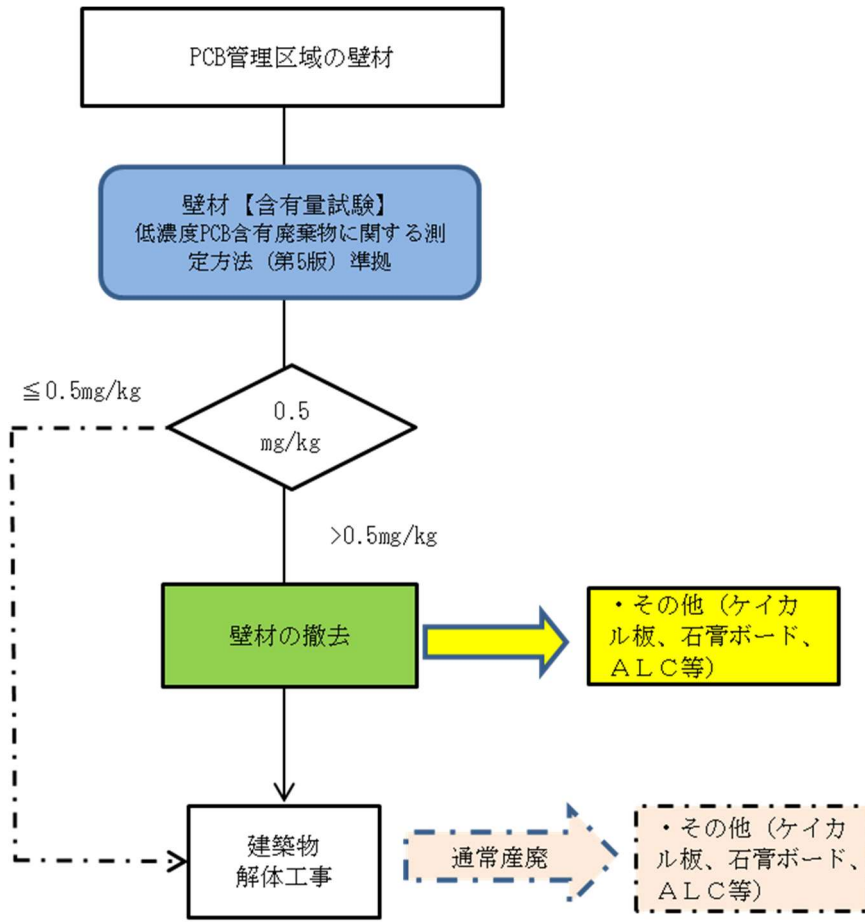 PCB管理区域の壁材
壁材【含有量試験】
低濃度PCB含有廃棄物に関する測
定方法（第5版）準拠
≦0.5mg/kg
0.5
mg/kg
>0.5mg/kg
壁材の撤去
・その他（ケイカ
ル板、石膏ボード、
ＡＬＣ等）
建築物
解体工事
通常産廃
・その他（ケイカ
ル板、石膏ボード、
ＡＬＣ等）